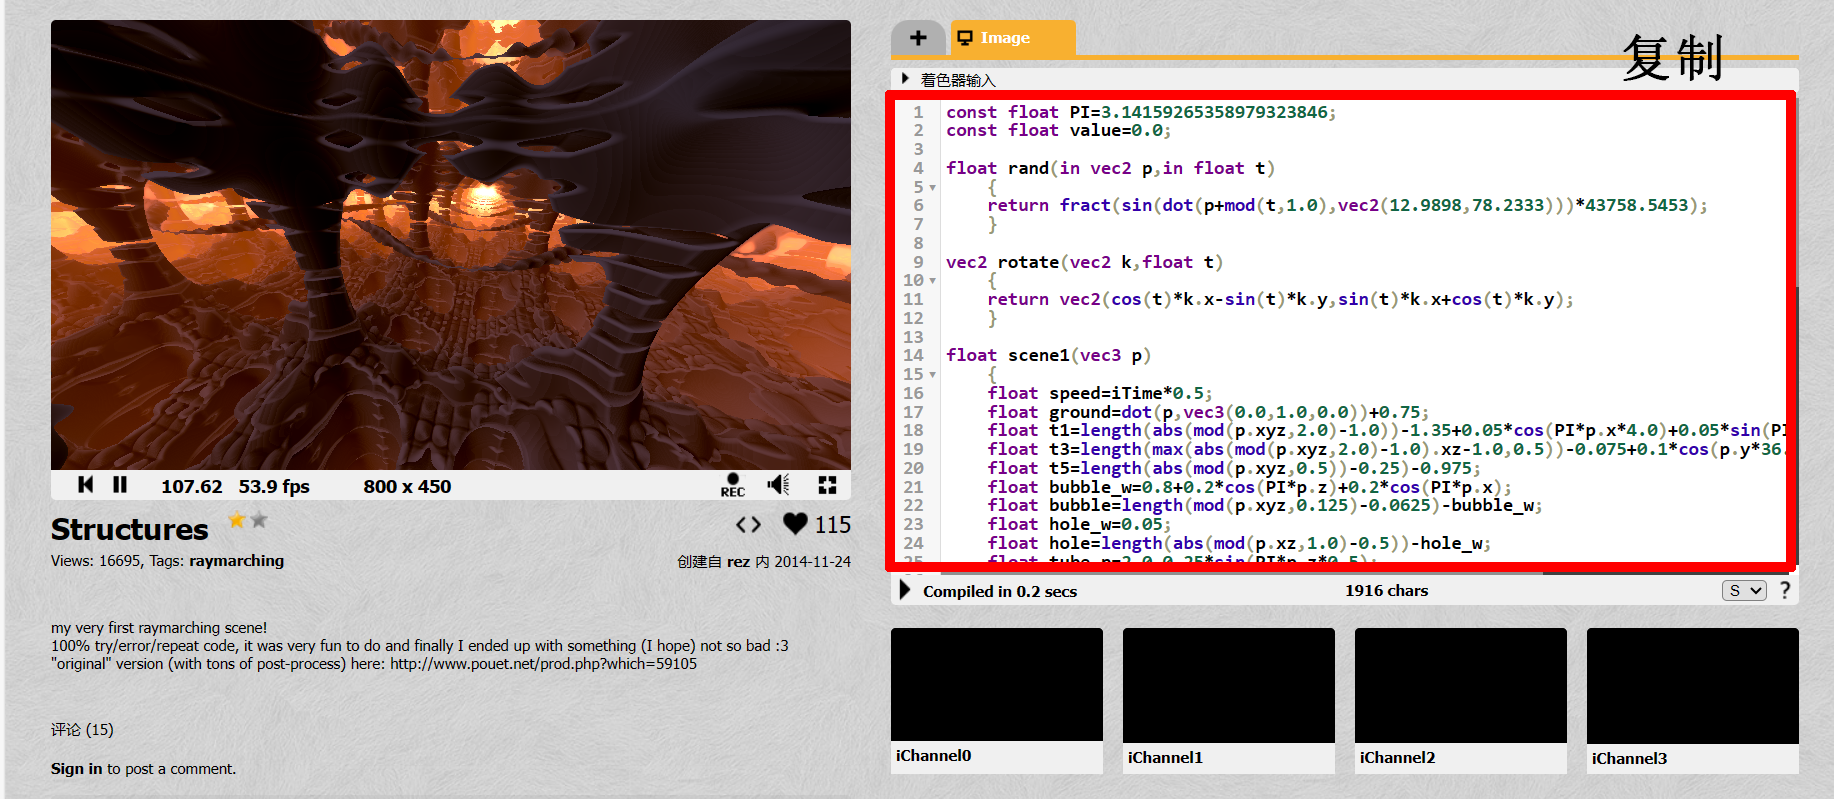 107.62 53.9 fps 800 x 450 REC
Structures
115
Views: 16695, Tags: raymarching
创建自 rez 内 2014-11-24
my very first raymarching scene!
100% try/error/repeat code, it was very fun to do and finally I ended up with something (I hope) not so bad :3
"original" version (with tons of post-process) here: http://www.pouet.net/prod.php?which=59105
评论 (15)
Sign in to post a comment.
+ Image
复制
着色器输入
1 const float PI=3.14159265358979323846;
2 const float value=0.0;
3
4 float rand(in vec2 p,in float t)
5 {
6 return fract(sin(dot(p+mod(t,1.0),vec2(12.9898,78.2333)))*43758.5453);
7 }
8
9 vec2 rotate(vec2 k,float t)
10 {
11 return vec2(cos(t)*k.x-sin(t)*k.y,sin(t)*k.x+cos(t)*k.y);
12 }
13
14 float scene1(vec3 p)
15 {
16 float speed=iTime*0.5;
17 float ground=dot(p,vec3(0.0,1.0,0.0))+0.75;
18 float t1=length(abs(mod(p.xyz,2.0)-1.0))-1.35+0.05*cos(PI*p.x*4.0)+0.05*sin(PI
19 float t3=length(max(abs(mod(p.xyz,2.0)-1.0).xz-1.0,0.5))-0.075+0.1*cos(p.y*36.
20 float t5=length(abs(mod(p.xyz,0.5))-0.25)-0.975;
21 float bubble_w=0.8+0.2*cos(PI*p.z)+0.2*cos(PI*p.x);
22 float bubble=length(mod(p.xyz,0.125)-0.0625)-bubble_w;
23 float hole_w=0.05;
24 float hole=length(abs(mod(p.xz,1.0)-0.5))-hole_w;
25 float tube_p=2.0-0.25*sin(PI*p.z*0.5);
Compiled in 0.2 secs 1916 chars S ?
iChannel0
iChannel1
iChannel2
iChannel3